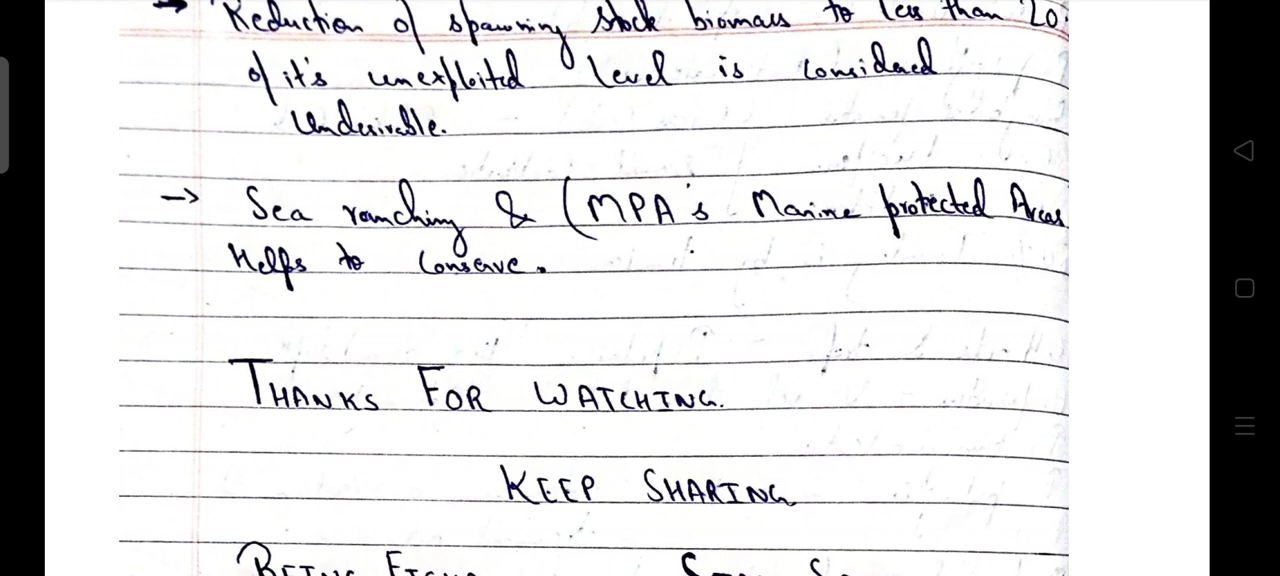 → Reduction of spawning stock biomass to less than 20
of it's unexploited level is considered
undesirable.
→ Sea ranching & (MPA's Marine protected Areas
Helps to conserve.
THANKS FOR WATCHING.
KEEP SHARING